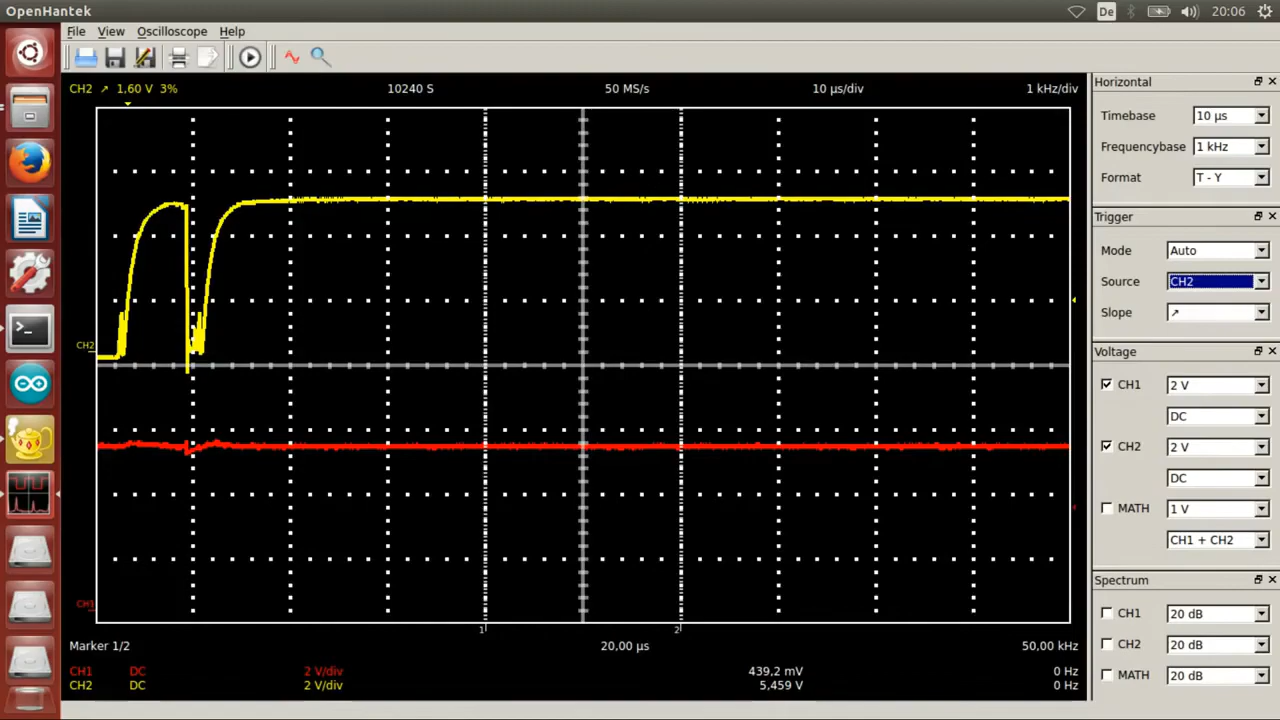 OpenHantek
De
20:06
File View Oscilloscope Help
CH2 ↗ 1,60 V 3% 10240 S 50 MS/s 10 µs/div 1 kHz/div
CH2
CH1
1 2
Marker 1/2 20,00 µs 50,00 kHz
CH1 DC 2 V/div 439,2 mV 0 Hz
CH2 DC 2 V/div 5,459 V 0 Hz
Horizontal
Timebase 10 µs
Frequencybase 1 kHz
Format T - Y
Trigger
Mode Auto
Source CH2
Slope ↗
Voltage
CH1 2 V
DC
CH2 2 V
DC
MATH 1 V
CH1 + CH2
Spectrum
CH1 20 dB
CH2 20 dB
MATH 20 dB